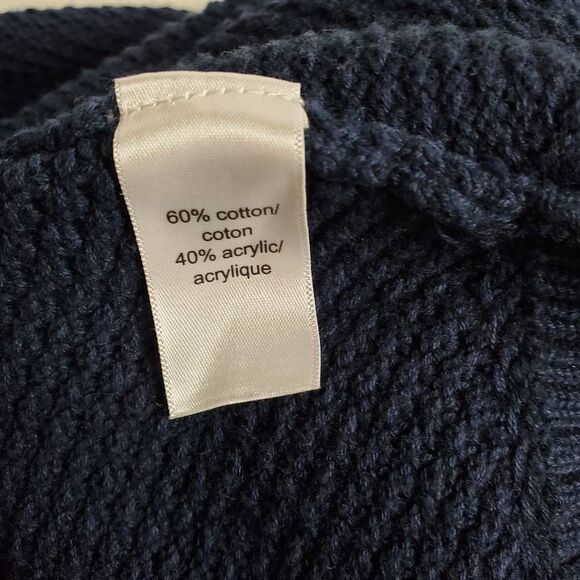 60% cotton/
coton
40% acrylic/
acrylique